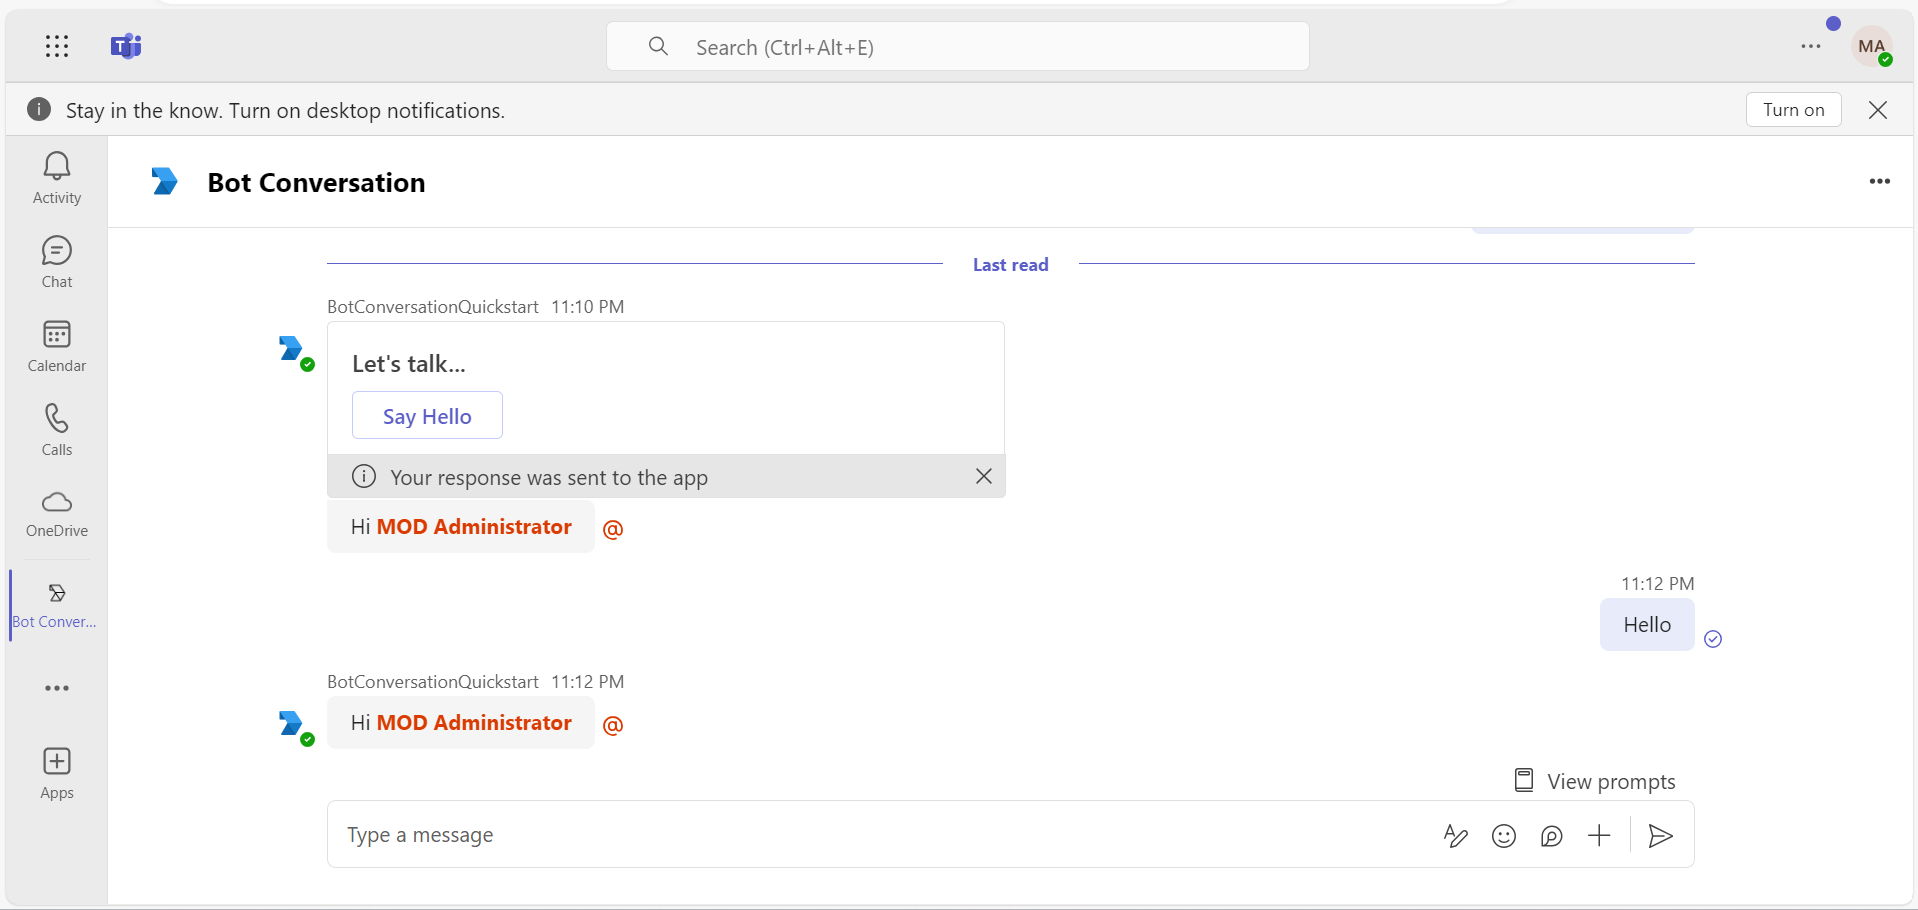 Search (Ctrl+Alt+E)
MA
Stay in the know. Turn on desktop notifications.
Turn on
Activity
Chat
Calendar
Calls
OneDrive
Bot Conver...
Apps
Bot Conversation
Last read
BotConversationQuickstart 11:10 PM
Let's talk...
Say Hello
Your response was sent to the app
Hi MOD Administrator @
11:12 PM
Hello
BotConversationQuickstart 11:12 PM
Hi MOD Administrator @
View prompts
Type a message